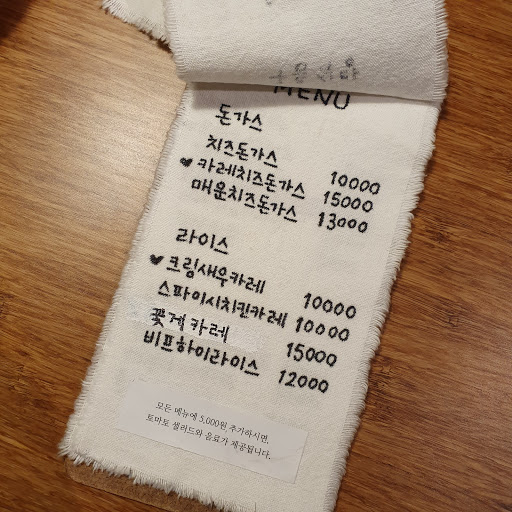 MENU
돈가스
치즈돈가스 10000
♥카레치즈돈가스 15000
매운치즈돈가스 13000
라이스
♥크림새우카레 10000
스파이시치킨카레 10000
꽃게카레 15000
비프하이라이스 12000
모든 메뉴에 5,000원 추가하시면,
토마토 샐러드와 음료가 제공됩니다.